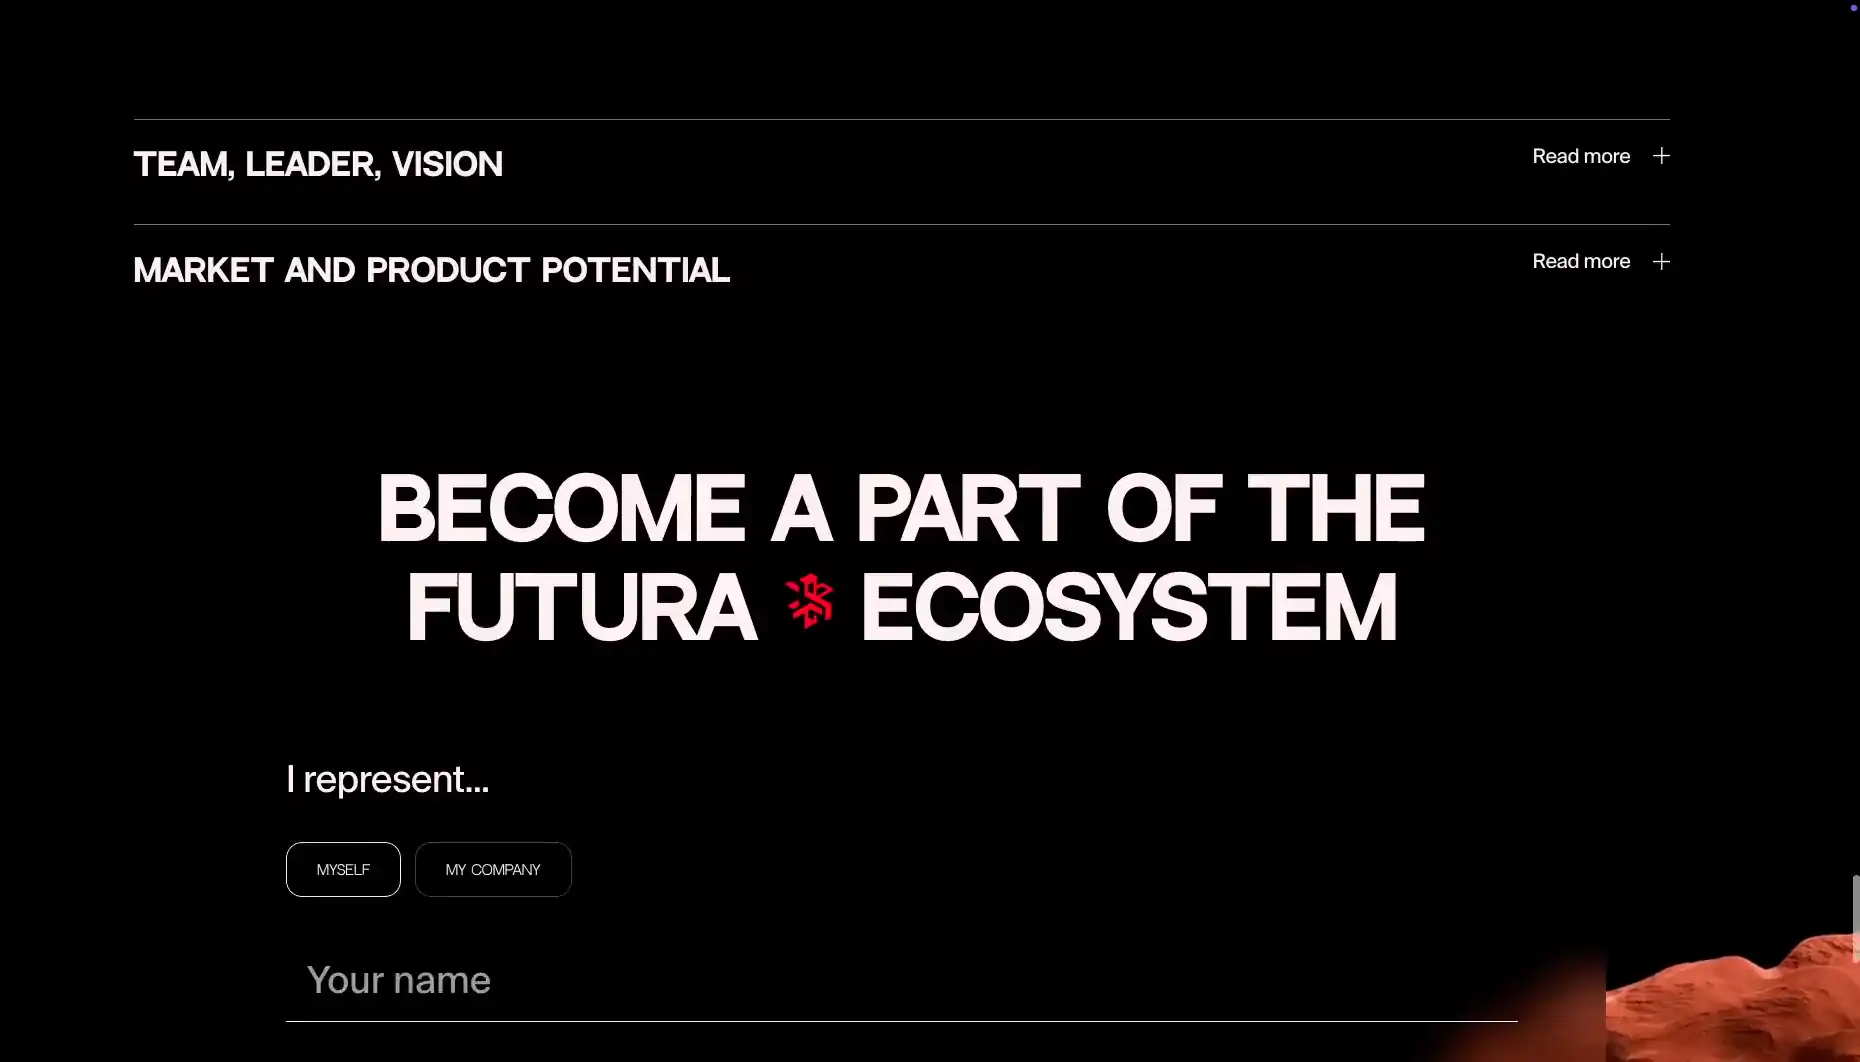 TEAM, LEADER, VISION
Read more
MARKET AND PRODUCT POTENTIAL
Read more
BECOME A PART OF THE
FUTURA ECOSYSTEM
I represent...
MYSELF
MY COMPANY
Your name